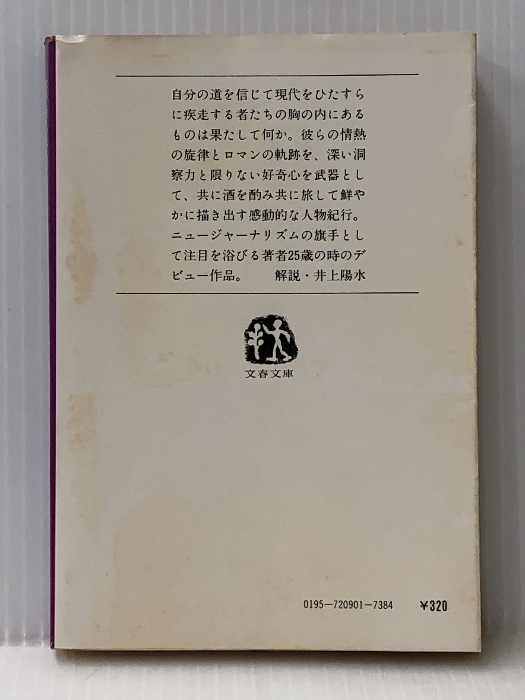 自分の道を信じて現代をひたすら
に疾走する者たちの胸の内にある
ものは果たして何か。彼らの情熱
の旋律とロマンの軌跡を、深い洞
察力と限りない好奇心を武器とし
て、共に酒を酌み共に旅して鮮や
かに描き出す感動的な人物紀行。
ニュージャーナリズムの旗手とし
て注目を浴びる著者25歳の時のデ
ビュー作品。　解説・井上陽水
文春文庫
0195-720901-7384　¥320